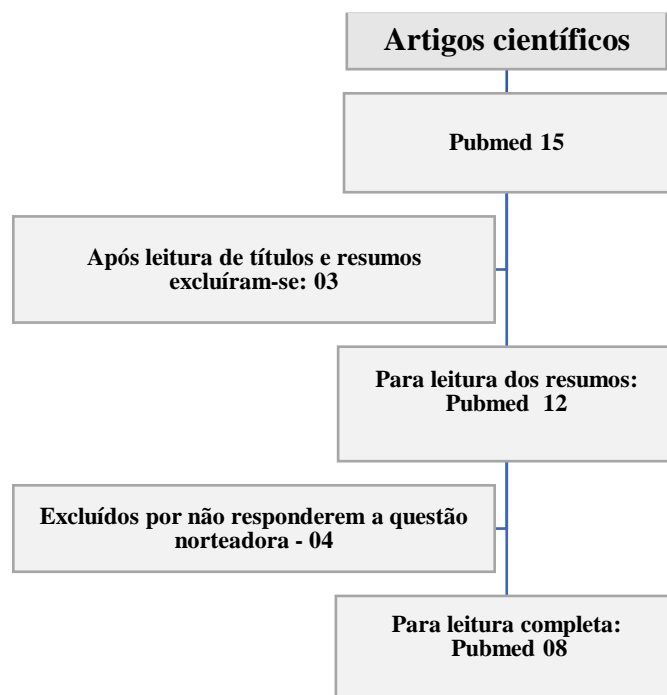 Artigos científicos
Pubmed 15
Após leitura de títulos e resumos
excluíram-se: 03
Para leitura dos resumos:
Pubmed 12
Excluídos por não responderem a questão
norteadora - 04
Para leitura completa:
Pubmed 08